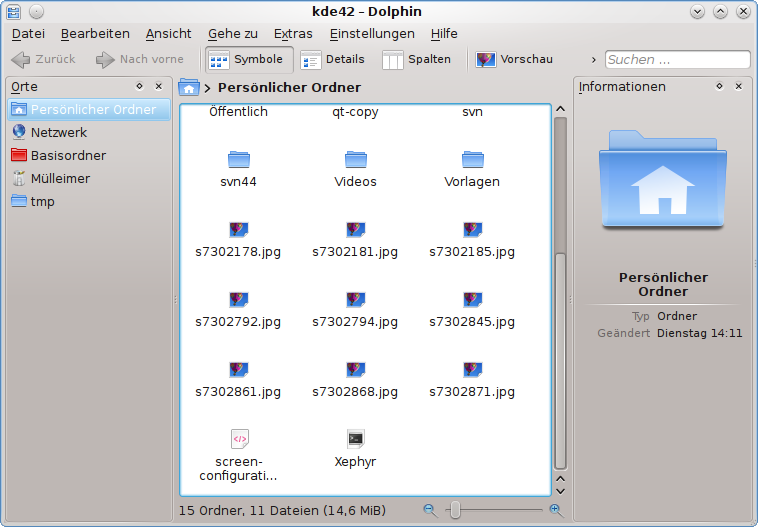 kde42 – Dolphin
Datei Bearbeiten Ansicht Gehe zu Extras Einstellungen Hilfe
Zurück Nach vorne Symbole Details Spalten Vorschau Suchen ...
Orte
Persönlicher Ordner
Netzwerk
Basisordner
Mülleimer
tmp
Persönlicher Ordner
Öffentlich qt-copy svn
svn44 Videos Vorlagen
s7302178.jpg s7302181.jpg s7302185.jpg
s7302792.jpg s7302794.jpg s7302845.jpg
s7302861.jpg s7302868.jpg s7302871.jpg
screen-
configurati...
Xephyr
15 Ordner, 11 Dateien (14,6 MiB)
Informationen
Persönlicher
Ordner
Typ Ordner
Geändert Dienstag 14:11